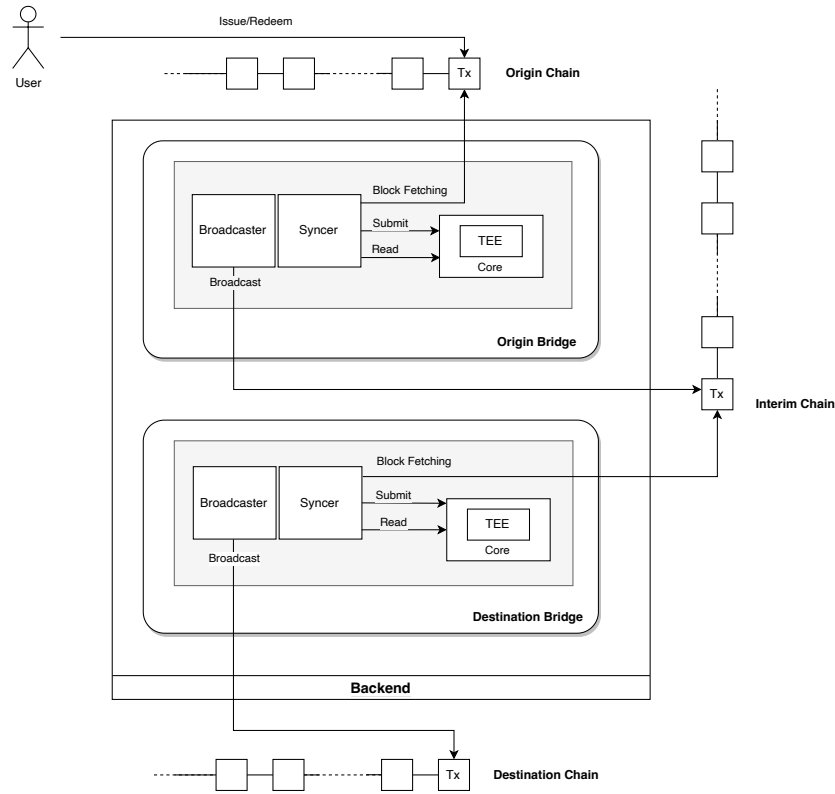 Issue/Redeem
User
Tx
Origin Chain
Block Fetching
Broadcaster
Syncer
Submit
Read
TEE
Core
Broadcast
Origin Bridge
Tx
Interim Chain
Block Fetching
Broadcaster
Syncer
Submit
Read
TEE
Core
Broadcast
Destination Bridge
Backend
Tx
Destination Chain